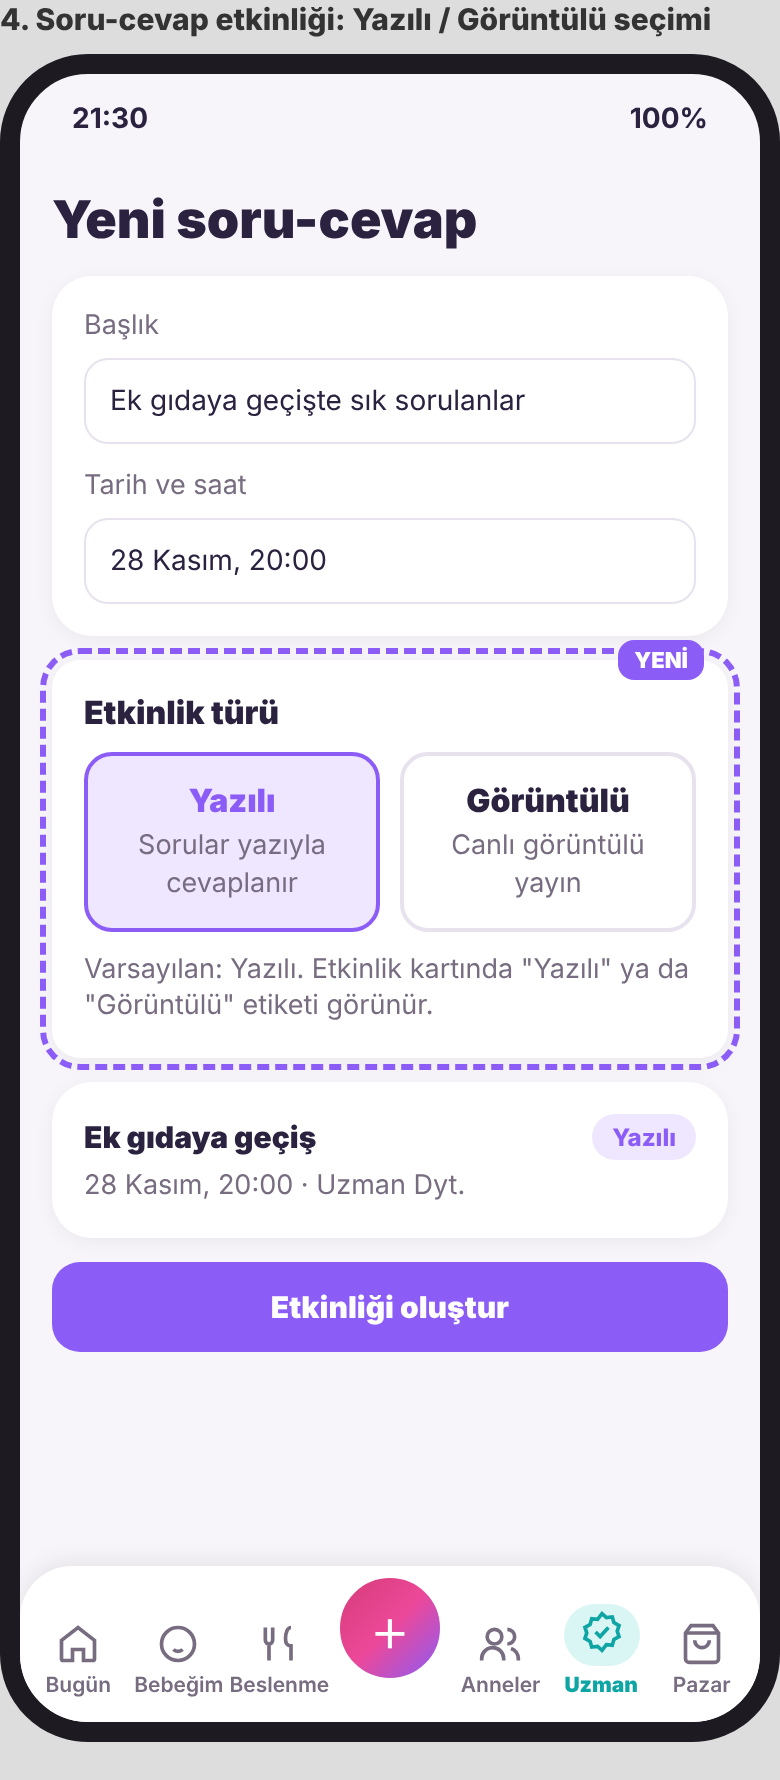 4. Soru-cevap etkinliği: Yazılı / Görüntülü seçimi
21:30 100%
Yeni soru-cevap
Başlık
Ek gıdaya geçişte sık sorulanlar
Tarih ve saat
28 Kasım, 20:00
YENİ
Etkinlik türü
Yazılı
Sorular yazıyla
cevaplanır
Görüntülü
Canlı görüntülü
yayın
Varsayılan: Yazılı. Etkinlik kartında "Yazılı" ya da
"Görüntülü" etiketi görünür.
Ek gıdaya geçiş Yazılı
28 Kasım, 20:00 · Uzman Dyt.
Etkinliği oluştur
Bugün Bebeğim Beslenme Anneler Uzman Pazar